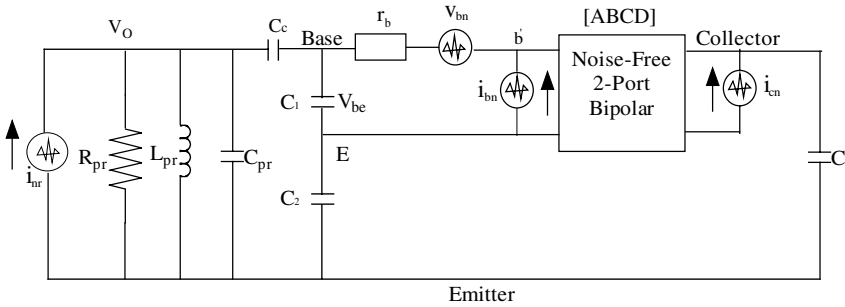 [ABCD]
V_O
C_c
Base
r_b
v_bn
b'
Collector
Noise-Free
2-Port
Bipolar
i_bn
i_cn
C_1
V_be
E
R_pr
L_pr
C_pr
i_nr
C_2
C
Emitter